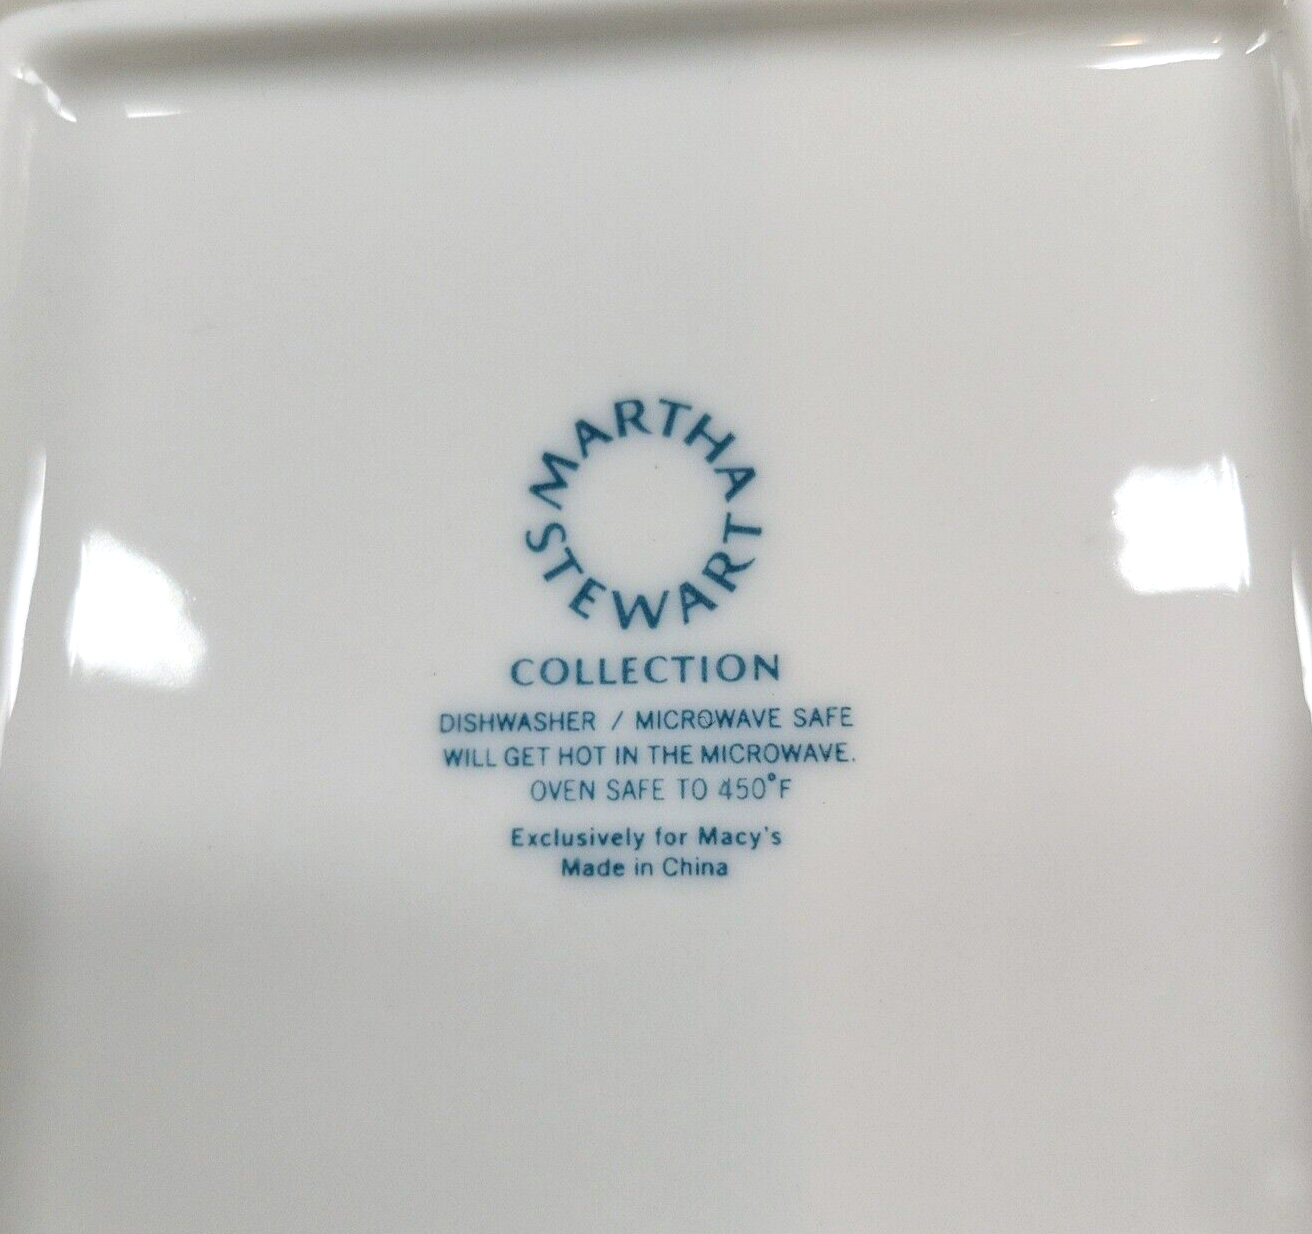 MARTHA
STEWART
COLLECTION
DISHWASHER / MICROWAVE SAFE
WILL GET HOT IN THE MICROWAVE.
OVEN SAFE TO 450°F
Exclusively for Macy's
Made in China